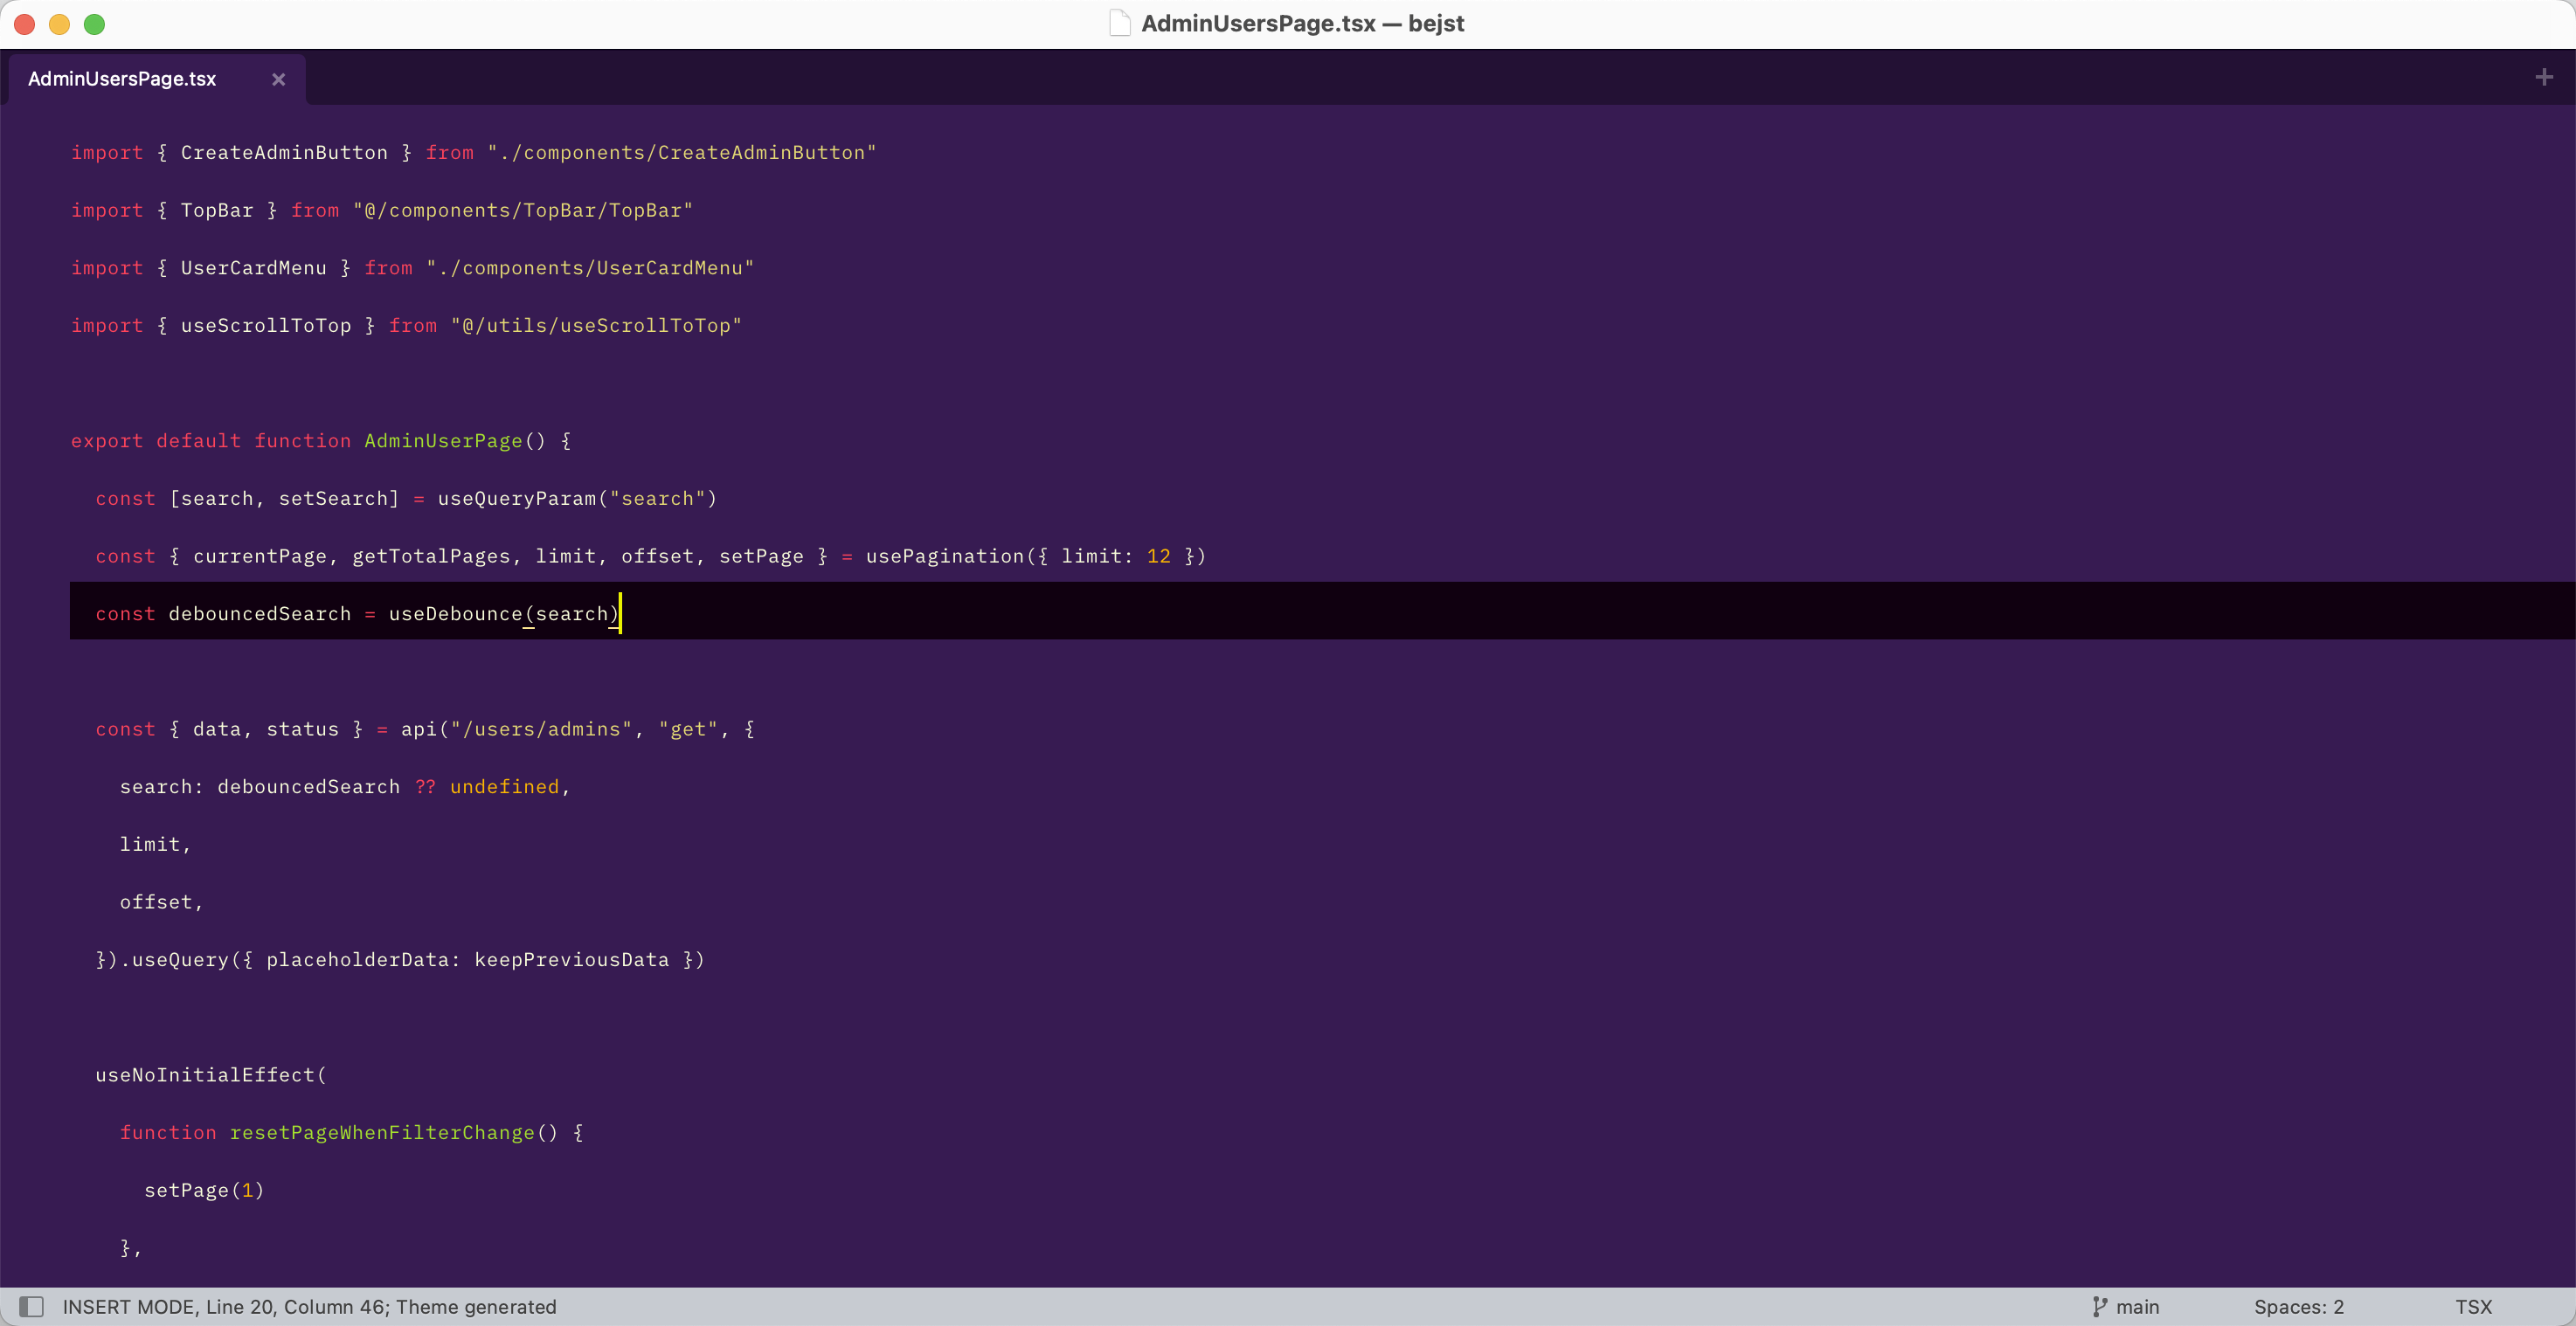 AdminUsersPage.tsx — bejst
AdminUsersPage.tsx
import { CreateAdminButton } from "./components/CreateAdminButton"
import { TopBar } from "@/components/TopBar/TopBar"
import { UserCardMenu } from "./components/UserCardMenu"
import { useScrollToTop } from "@/utils/useScrollToTop"
export default function AdminUserPage() {
  const [search, setSearch] = useQueryParam("search")
  const { currentPage, getTotalPages, limit, offset, setPage } = usePagination({ limit: 12 })
  const debouncedSearch = useDebounce(search)
  const { data, status } = api("/users/admins", "get", {
    search: debouncedSearch ?? undefined,
    limit,
    offset,
  }).useQuery({ placeholderData: keepPreviousData })
  useNoInitialEffect(
    function resetPageWhenFilterChange() {
      setPage(1)
    },
INSERT MODE, Line 20, Column 46; Theme generated
main
Spaces: 2
TSX